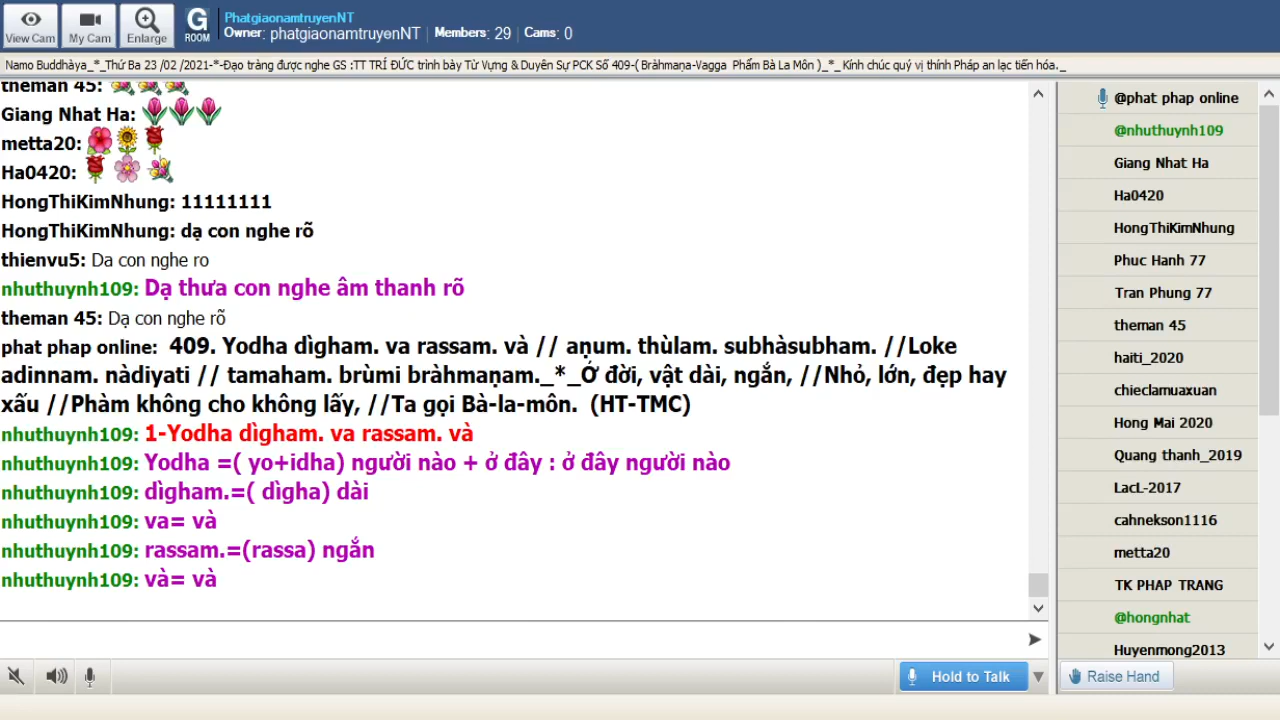 View Cam
My Cam
Enlarge
G
ROOM
PhatgiaonamtruyenNT
Owner: phatgiaonamtruyenNT | Members: 29 | Cams: 0
Namo Buddhàya_*_Thứ Ba 23 /02 /2021-*-Đạo tràng được nghe GS :TT TRÍ ĐỨC trình bày Từ Vựng & Duyên Sự PCK Số 409-( Bràhmaṇa-Vagga Phẩm Bà La Môn )_*_ Kính chúc quý vị thính Pháp an lạc tiến hóa._
theman 45:
Giang Nhat Ha:
metta20:
Ha0420:
HongThiKimNhung: 11111111
HongThiKimNhung: dạ con nghe rõ
thienvu5: Da con nghe ro
nhuthuynh109: Dạ thưa con nghe âm thanh rõ
theman 45: Dạ con nghe rõ
phat phap online: 409. Yodha dìgham. va rassam. và // aṇum. thùlam. subhàsubham. //Loke
adinnam. nàdiyati // tamaham. brùmi bràhmaṇam._*_Ở đời, vật dài, ngắn, //Nhỏ, lớn, đẹp hay
xấu //Phàm không cho không lấy, //Ta gọi Bà-la-môn. (HT-TMC)
nhuthuynh109: 1-Yodha dìgham. va rassam. và
nhuthuynh109: Yodha =( yo+idha) người nào + ở đây : ở đây người nào
nhuthuynh109: dìgham.=( dìgha) dài
nhuthuynh109: va= và
nhuthuynh109: rassam.=(rassa) ngắn
nhuthuynh109: và= và
Hold to Talk
@phat phap online
@nhuthuynh109
Giang Nhat Ha
Ha0420
HongThiKimNhung
Phuc Hanh 77
Tran Phung 77
theman 45
haiti_2020
chieclamuaxuan
Hong Mai 2020
Quang thanh_2019
LacL-2017
cahnekson1116
metta20
TK PHAP TRANG
@hongnhat
Huyenmong2013
Raise Hand